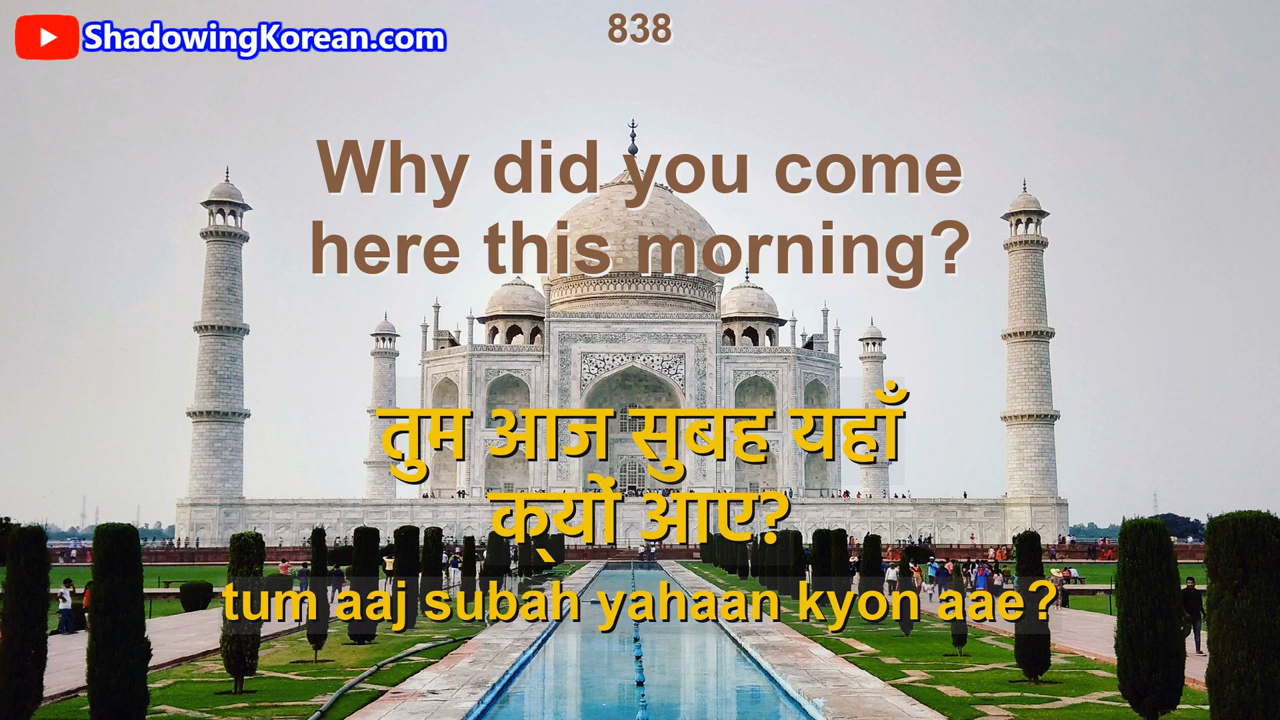 ShadowingKorean.com
838
Why did you come
here this morning?
तुम आज सुबह यहाँ
क्यों आए?
tum aaj subah yahaan kyon aae?